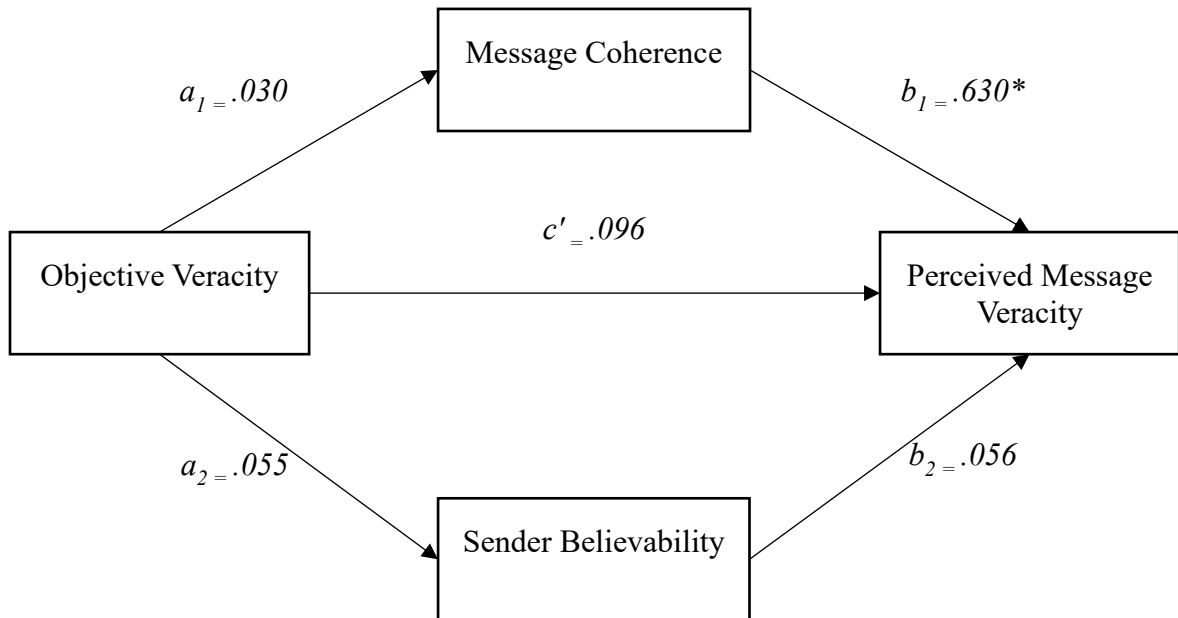 Message Coherence
a1 = .030
b1 = .630*
c' = .096
Objective Veracity
Perceived Message
Veracity
a2 = .055
b2 = .056
Sender Believability